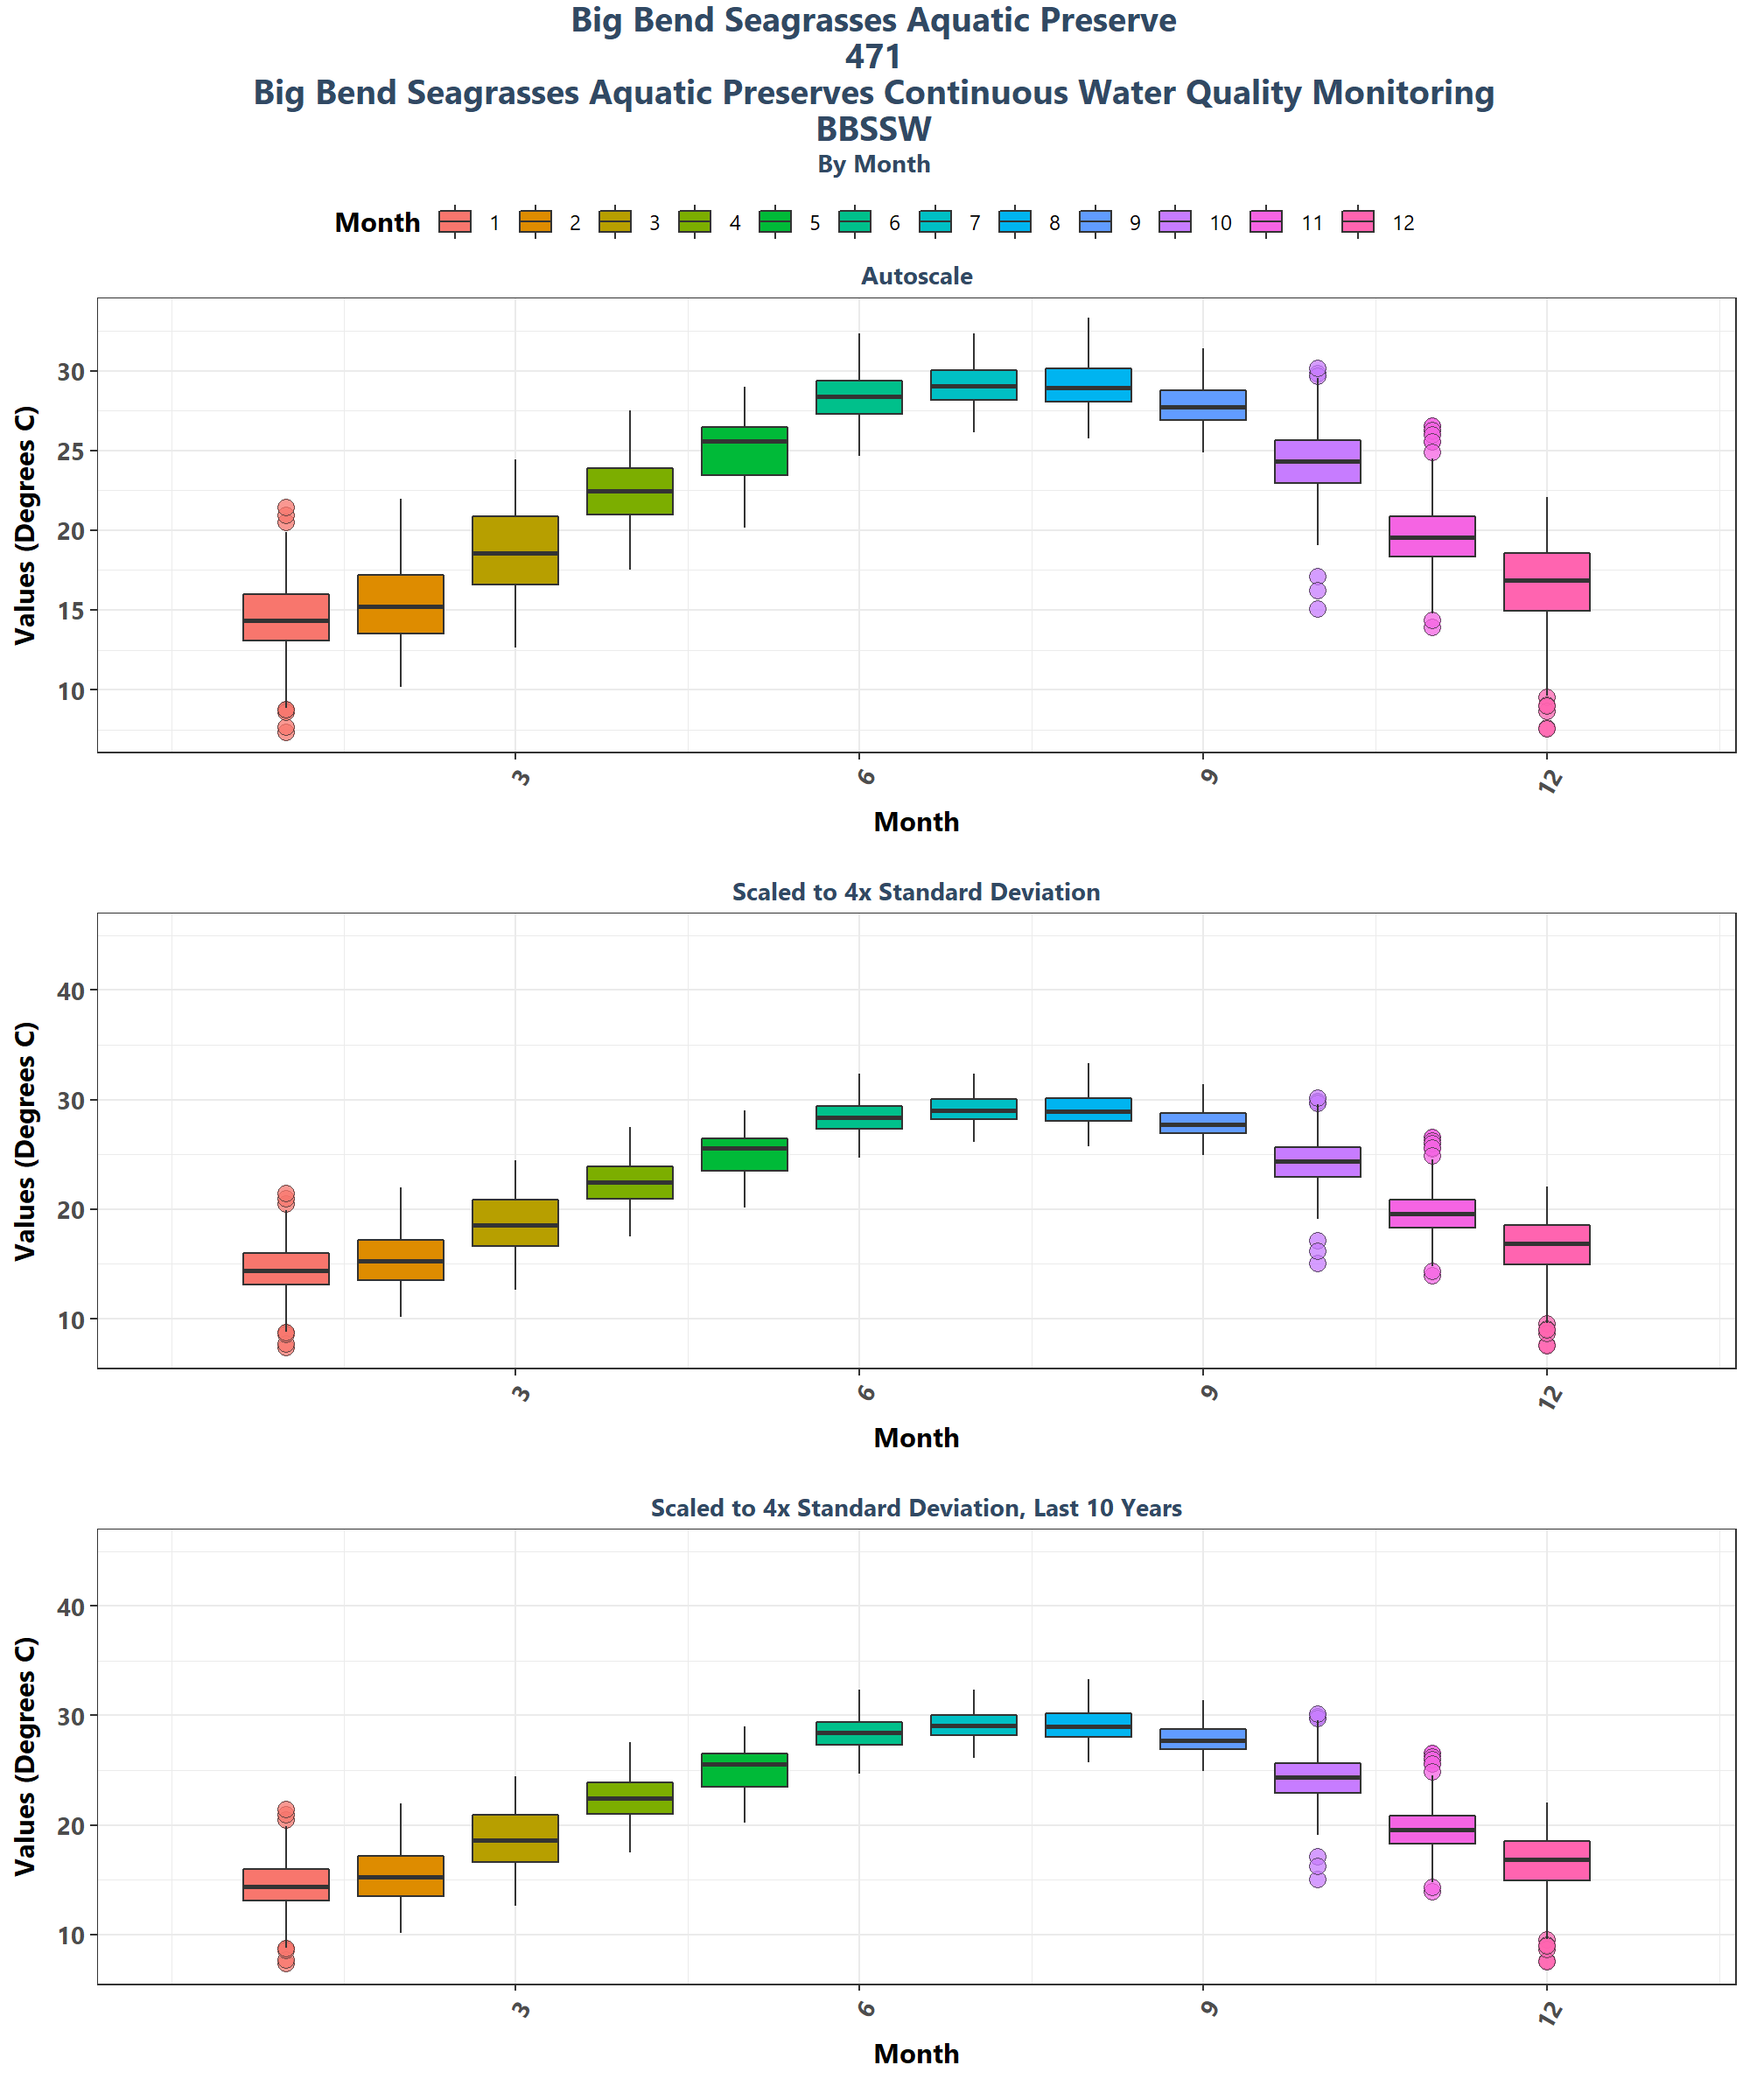 Big Bend Seagrasses Aquatic Preserve
471
Big Bend Seagrasses Aquatic Preserves Continuous Water Quality Monitoring
BBSSW
By Month
Month 1 2 3 4 5 6 7 8 9 10 11 12
Autoscale
Values (Degrees C)
30
25
20
15
10
3 6 9 12
Month
Scaled to 4x Standard Deviation
Values (Degrees C)
40
30
20
10
3 6 9 12
Month
Scaled to 4x Standard Deviation, Last 10 Years
Values (Degrees C)
40
30
20
10
3 6 9 12
Month